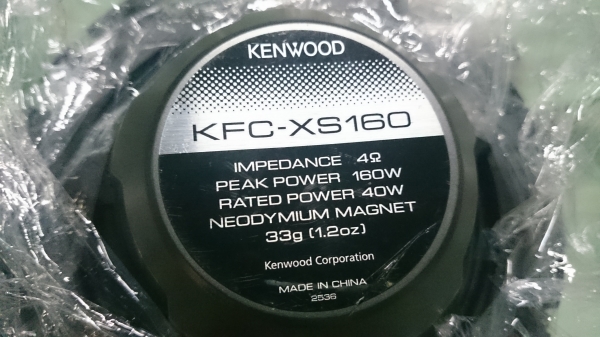 KENWOOD
KFC-XS160
IMPEDANCE 4Ω
PEAK POWER 160W
RATED POWER 40W
NEODYMIUM MAGNET
33g (1.2oz)
Kenwood Corporation
MADE IN CHINA
2536